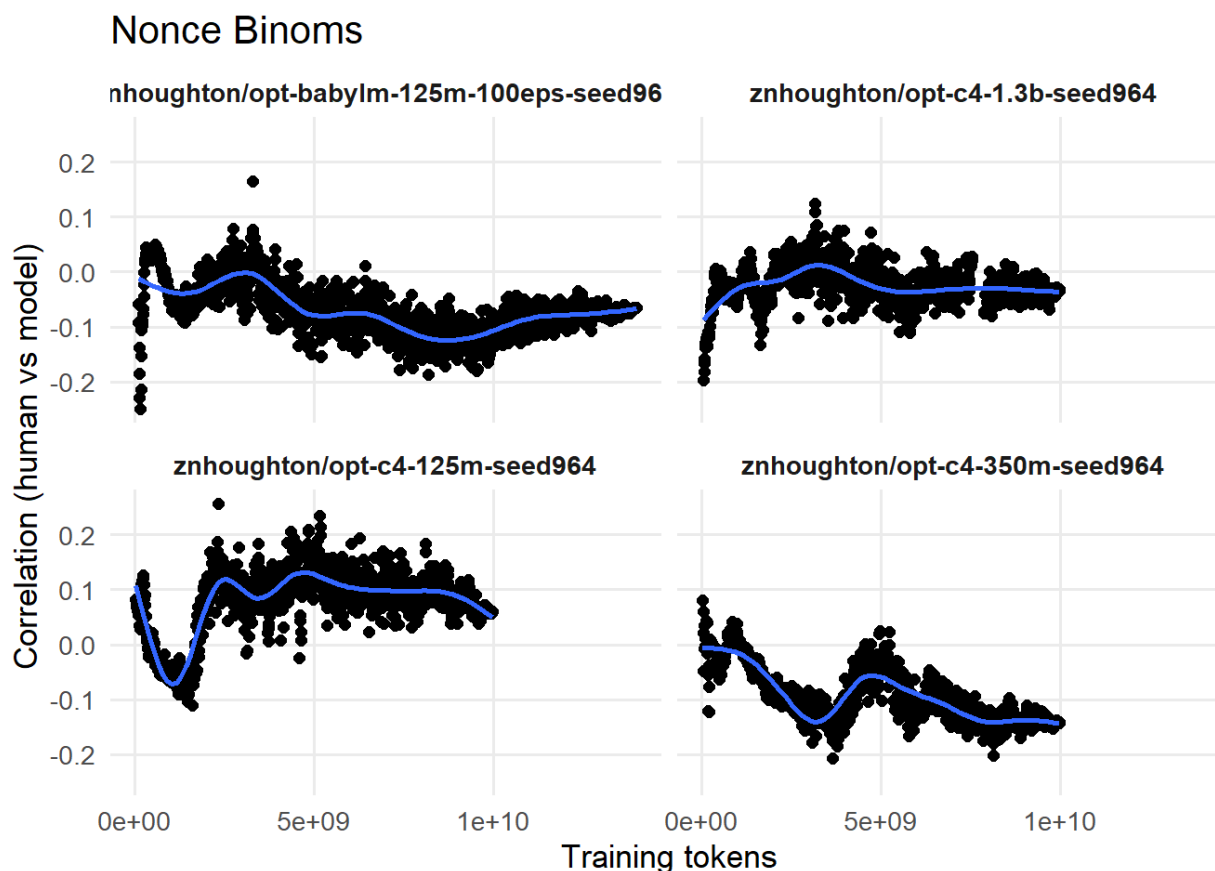 Nonce Binoms
nhoughton/opt-babylm-125m-100eps-seed96
znhoughton/opt-c4-1.3b-seed964
0.2
0.1
0.0
-0.1
-0.2
znhoughton/opt-c4-125m-seed964
znhoughton/opt-c4-350m-seed964
0.2
0.1
0.0
-0.1
-0.2
0e+00
5e+09
1e+10
0e+00
5e+09
1e+10
Training tokens
Correlation (human vs model)